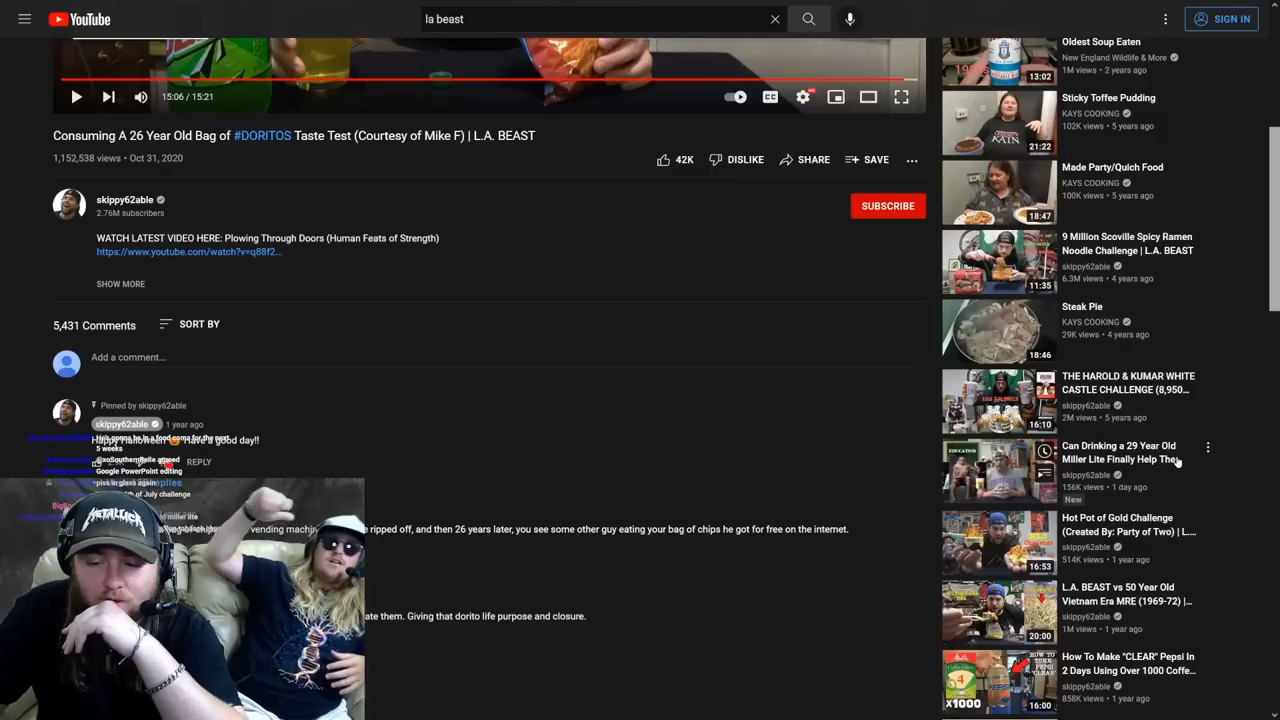 YouTube
la beast
SIGN IN
15:06 / 15:21
CC
Consuming A 26 Year Old Bag of #DORITOS Taste Test (Courtesy of Mike F) | L.A. BEAST
1,152,538 views • Oct 31, 2020
42K
DISLIKE
SHARE
SAVE
skippy62able
2.76M subscribers
SUBSCRIBE
WATCH LATEST VIDEO HERE: Plowing Through Doors (Human Feats of Strength)
https://www.youtube.com/watch?v=q88f2...
SHOW MORE
5,431 Comments
SORT BY
Add a comment...
Pinned by skippy62able
skippy62able
1 year ago
Happy Halloween 🎃 Have a good day!!
5 weeks
agreed
REPLY
Google PowerPoint editing
piss in glass again
replies
of July challenge
miller lite
vending
ripped off, and then 26 years later, you see some other guy eating your bag of chips he got for free on the internet.
ate them. Giving that dorito life purpose and closure.
METALLICA
Oldest Soup Eaten
New England Wildlife & More
1M views • 2 years ago
13:02
Sticky Toffee Pudding
KAYS COOKING
102K views • 5 years ago
21:22
Made Party/Quich Food
KAYS COOKING
100K views • 5 years ago
18:47
9 Million Scoville Spicy Ramen
Noodle Challenge | L.A. BEAST
skippy62able
6.3M views • 4 years ago
11:35
Steak Pie
KAYS COOKING
29K views • 4 years ago
18:46
THE HAROLD & KUMAR WHITE
CASTLE CHALLENGE (8,950...
skippy62able
2M views • 5 years ago
16:10
Can Drinking a 29 Year Old
Miller Lite Finally Help The
skippy62able
156K views • 1 day ago
New
EDUCATION
Hot Pot of Gold Challenge
(Created By: Party of Two) | L....
skippy62able
514K views • 1 year ago
16:53
L.A. BEAST vs 50 Year Old
Vietnam Era MRE (1969-72) |...
skippy62able
1M views • 1 year ago
20:00
How To Make "CLEAR" Pepsi In
2 Days Using Over 1000 Coffe...
skippy62able
858K views • 1 year ago
X1000
16:00